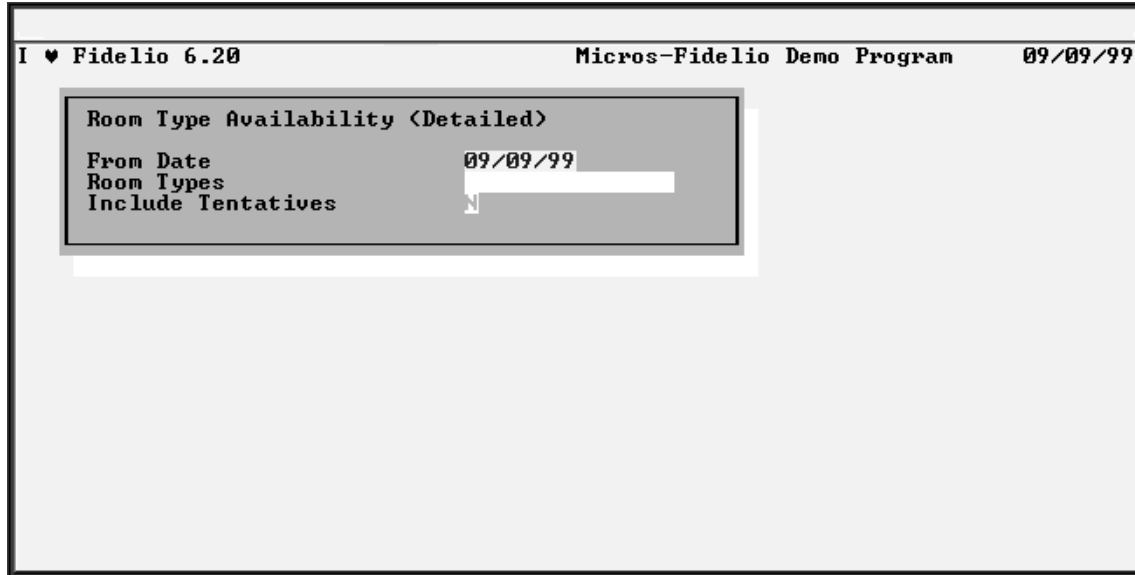 I ♥ Fidelio 6.20 Micros-Fidelio Demo Program 09/09/99
Room Type Availability (Detailed)
From Date 09/09/99
Room Types
Include Tentatives N